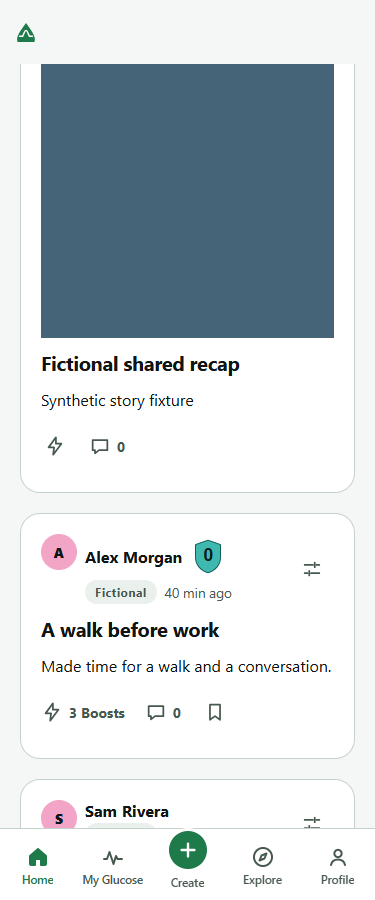 Fictional shared recap
Synthetic story fixture
0
A
Alex Morgan
0
Fictional
40 min ago
A walk before work
Made time for a walk and a conversation.
3 Boosts
0
S
Sam Rivera
Home
My Glucose
Create
Explore
Profile